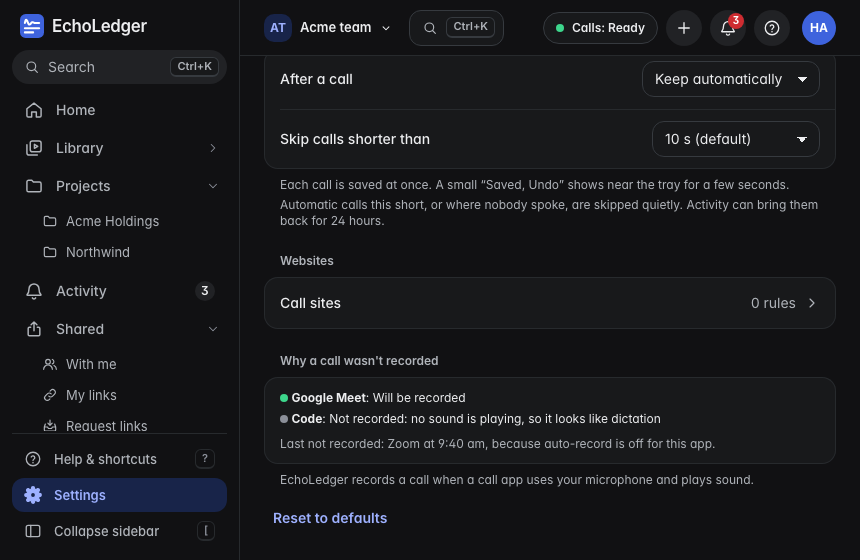 EchoLedger
Search Ctrl+K
Home
Library
Projects
Acme Holdings
Northwind
Activity 3
Shared
With me
My links
Request links
Help & shortcuts ?
Settings
Collapse sidebar [
AT Acme team Ctrl+K Calls: Ready 3 HA
After a call Keep automatically
Skip calls shorter than 10 s (default)
Each call is saved at once. A small “Saved, Undo” shows near the tray for a few seconds.
Automatic calls this short, or where nobody spoke, are skipped quietly. Activity can bring them
back for 24 hours.
Websites
Call sites 0 rules
Why a call wasn't recorded
Google Meet: Will be recorded
Code: Not recorded: no sound is playing, so it looks like dictation
Last not recorded: Zoom at 9:40 am, because auto-record is off for this app.
EchoLedger records a call when a call app uses your microphone and plays sound.
Reset to defaults